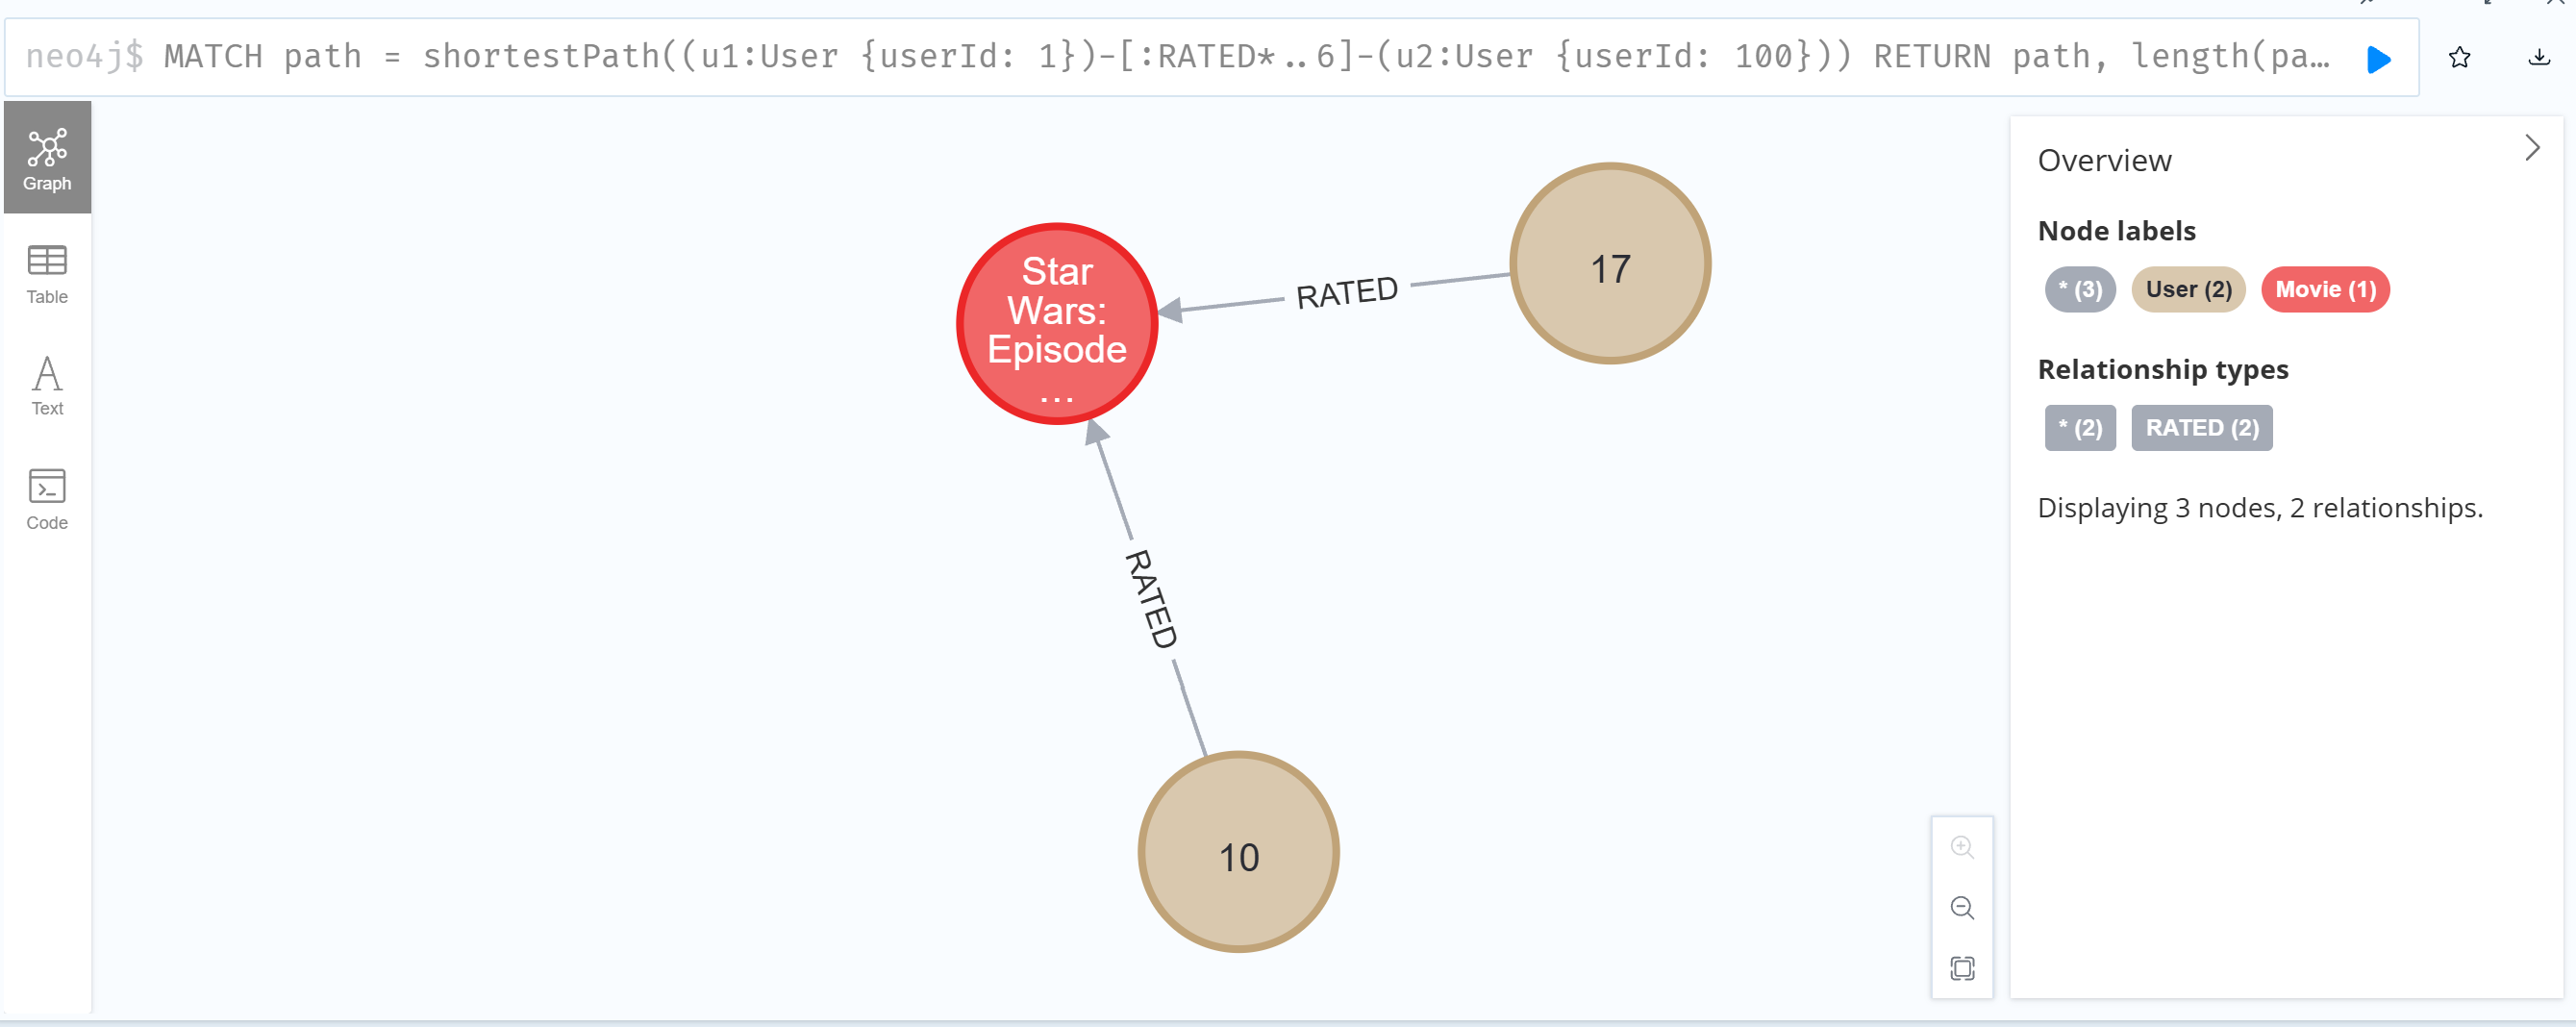 neo4j$ MATCH path = shortestPath((u1:User {userId: 1})-[:RATED*..6]-(u2:User {userId: 100})) RETURN path, length(pa…
Graph
Table
Text
Code
Star
Wars:
Episode
...
RATED
17
RATED
10
Overview
Node labels
* (3) User (2) Movie (1)
Relationship types
* (2) RATED (2)
Displaying 3 nodes, 2 relationships.